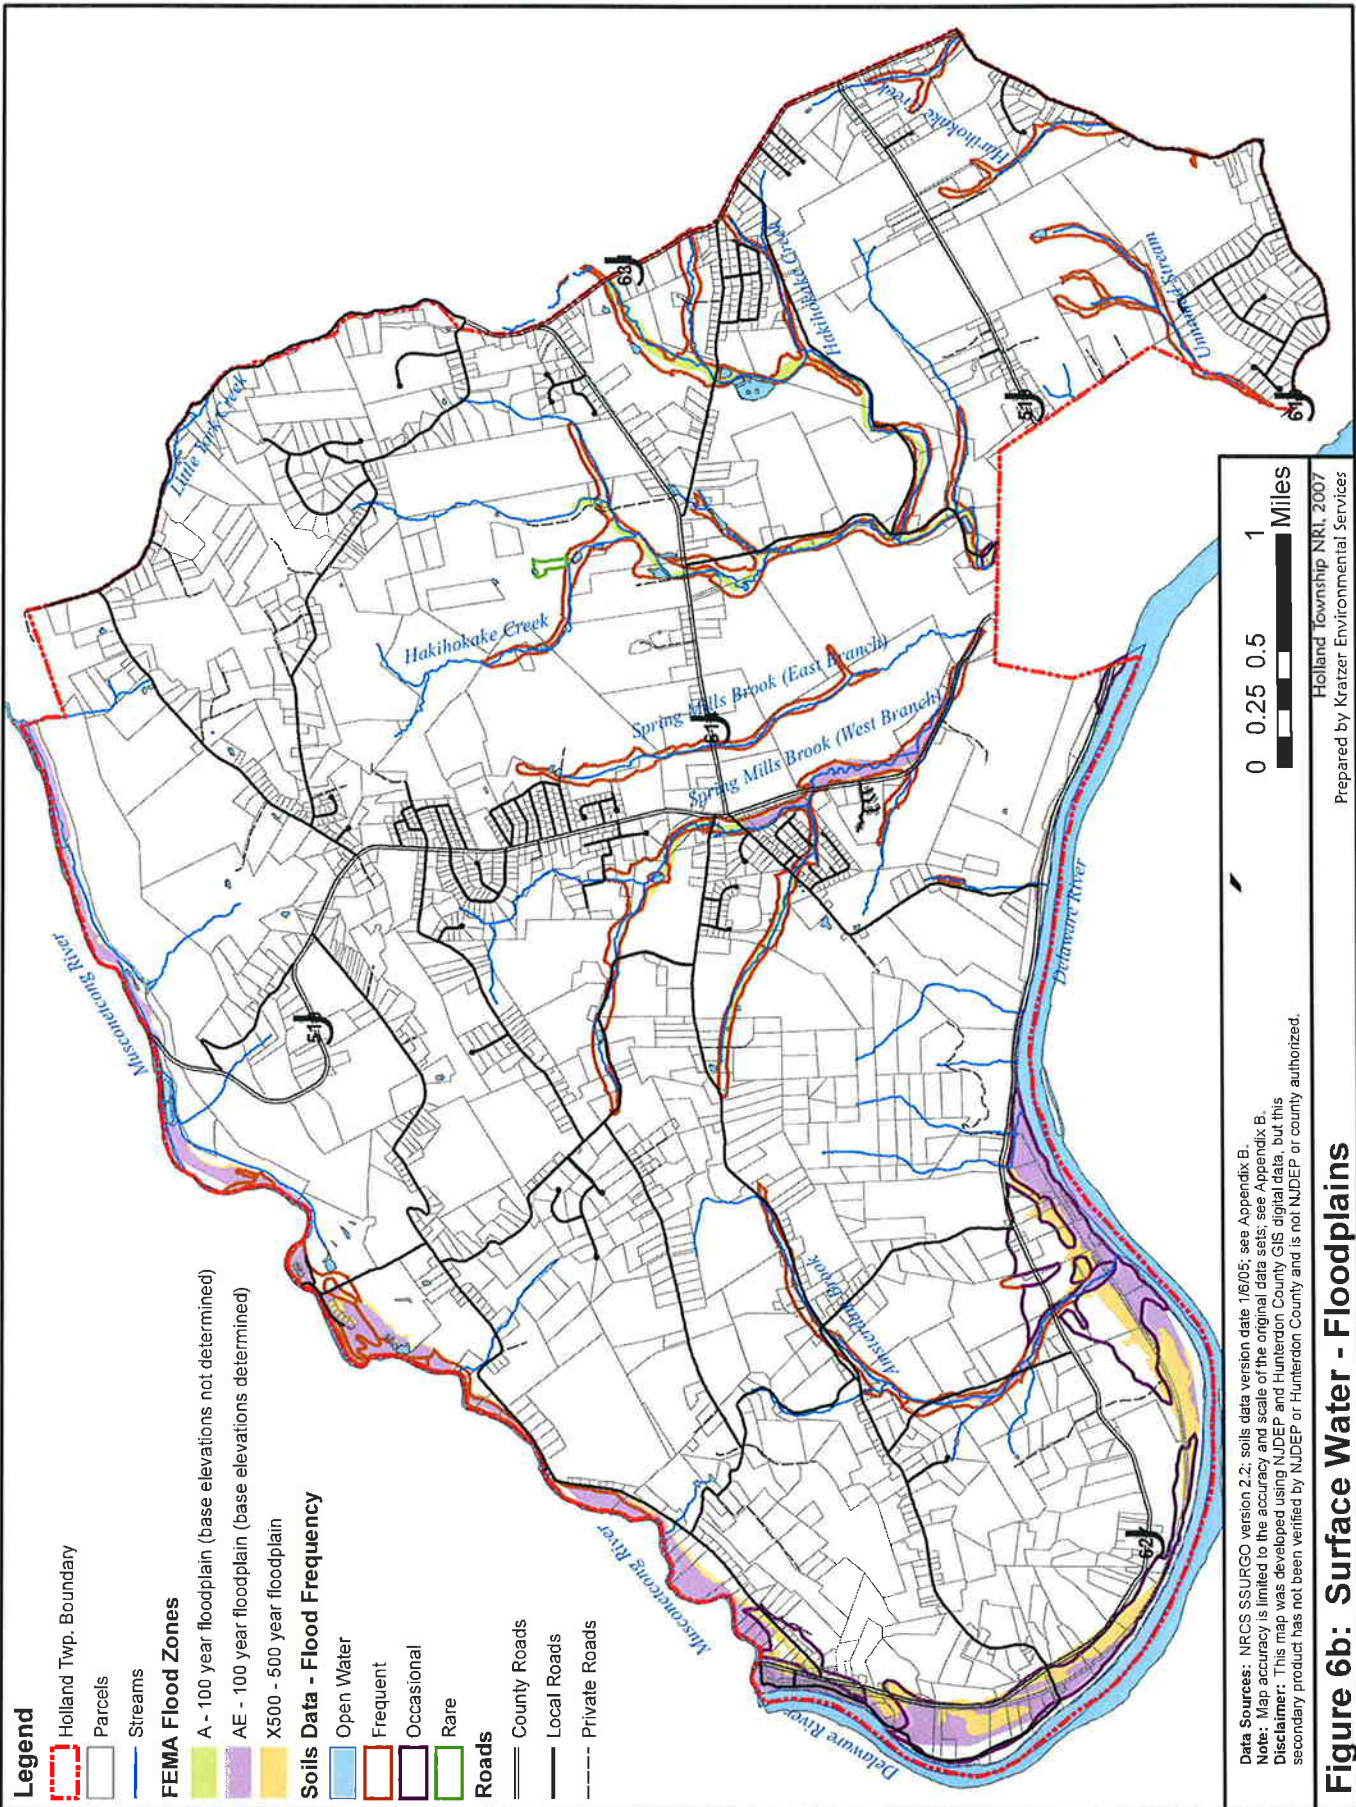 Legend
Holland Twp. Boundary
Parcels
Streams
FEMA Flood Zones
A - 100 year floodplain (base elevations not determined)
AE - 100 year floodplain (base elevations determined)
X500 - 500 year floodplain
Soils Data - Flood Frequency
Open Water
Frequent
Occasional
Rare
Roads
County Roads
Local Roads
Private Roads
Musconetcong River
Little York Creek
Hakihokake Creek
Hakihokake Creek
Hakihokake Creek
Harihokake Creek
Unnamed Stream
Spring Mills Brook (East Branch)
Spring Mills Brook (West Branch)
Amsterdam Brook
Musconetcong River
Delaware River
Delaware River
519
519
631
0 0.25 0.5 1
Miles
Data Sources: NRCS SSURGO version 2.2; soils data version date 1/6/05; see Appendix B.
Note: Map accuracy is limited to the accuracy and scale of the original data sets; see Appendix B.
Disclaimer: This map was developed using NJDEP and Hunterdon County GIS digital data, but this
secondary product has not been verified by NJDEP or Hunterdon County and is not NJDEP or county authorized.
Holland Township NRI, 2007
Prepared by Kratzer Environmental Services
Figure 6b: Surface Water - Floodplains